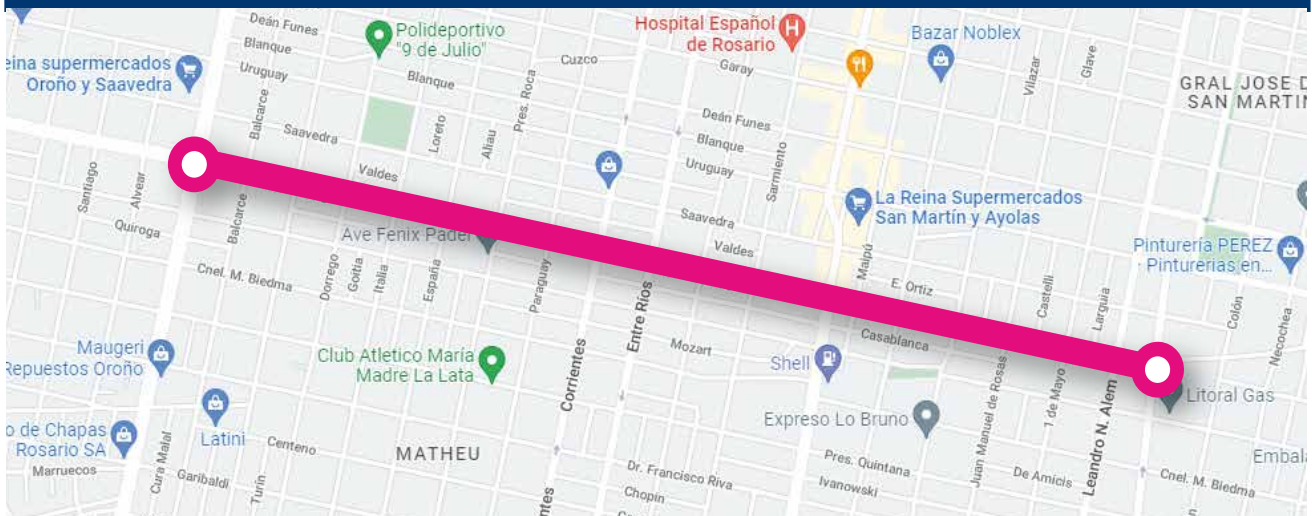 Deán Funes
Blanque
Uruguay
Polideportivo
"9 de Julio"
Cuzco
Hospital Español
de Rosario
Garay
Bazar Noblex
Vilazar
Glave
GRAL JOSE D
SAN MARTIN
eina supermercados
Oroño y Saavedra
Balcarce
Saavedra
Blanque
Loreto
Aliau
Pres. Roca
Deán Funes
Blanque
Uruguay
Sarmiento
Santiago
Alvear
Valdes
La Reina Supermercados
San Martín y Ayolas
Quiroga
Balcarce
Ave Fenix Padel
Saavedra
Valdes
Maipú
Pinturería PEREZ
- Pinturerias en...
Cnel. M. Biedma
Dorrego
Goitia
Italia
España
Paraguay
Entre Ríos
E. Ortiz
Castelli
Larguia
Colón
Necochea
Maugeri
Repuestos Oroño
Club Atletico María
Madre La Lata
Corrientes
Mozart
Casablanca
Shell
Litoral Gas
o de Chapas
Rosario SA
Latini
Expreso Lo Bruno
Juan Manuel de Rosas
1 de Mayo
Leandro N. Alem
Marruecos
Cura Malal
Garibaldi
Turín
Centeno
MATHEU
Dr. Francisco Riva
Chopin
Pres. Quintana
Ivanowski
De Amicis
Cnel. M. Biedma
Embala
ntes